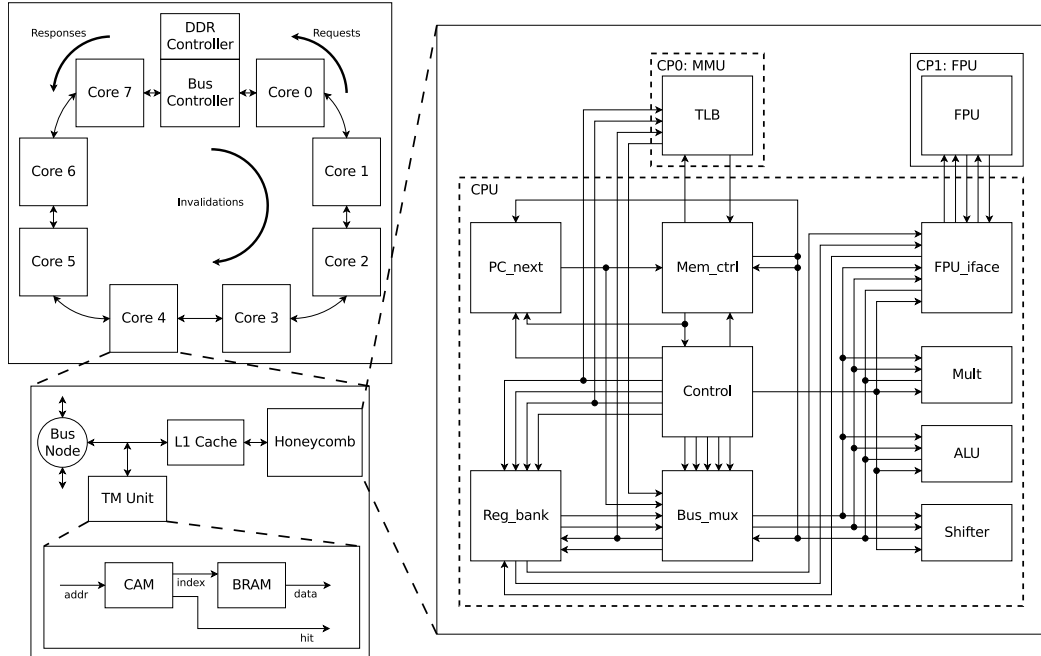 Responses
DDR
Controller
Requests
Core 7
Bus
Controller
Core 0
Core 6
Core 1
Invalidations
Core 5
Core 2
Core 4
Core 3
Bus
Node
L1 Cache
Honeycomb
TM Unit
addr
CAM
index
BRAM
data
hit
CP0: MMU
TLB
CP1: FPU
FPU
CPU
PC_next
Mem_ctrl
FPU_iface
Control
Mult
ALU
Reg_bank
Bus_mux
Shifter